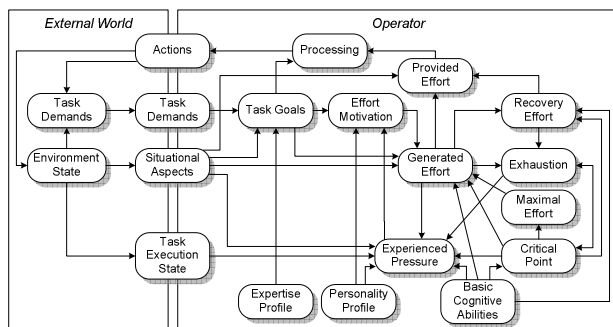 External World
Operator
Actions
Processing
Provided
Effort
Task
Demands
Task
Demands
Task Goals
Effort
Motivation
Recovery
Effort
Environment
State
Situational
Aspects
Generated
Effort
Exhaustion
Maximal
Effort
Task
Execution
State
Experienced
Pressure
Critical
Point
Expertise
Profile
Personality
Profile
Basic
Cognitive
Abilities